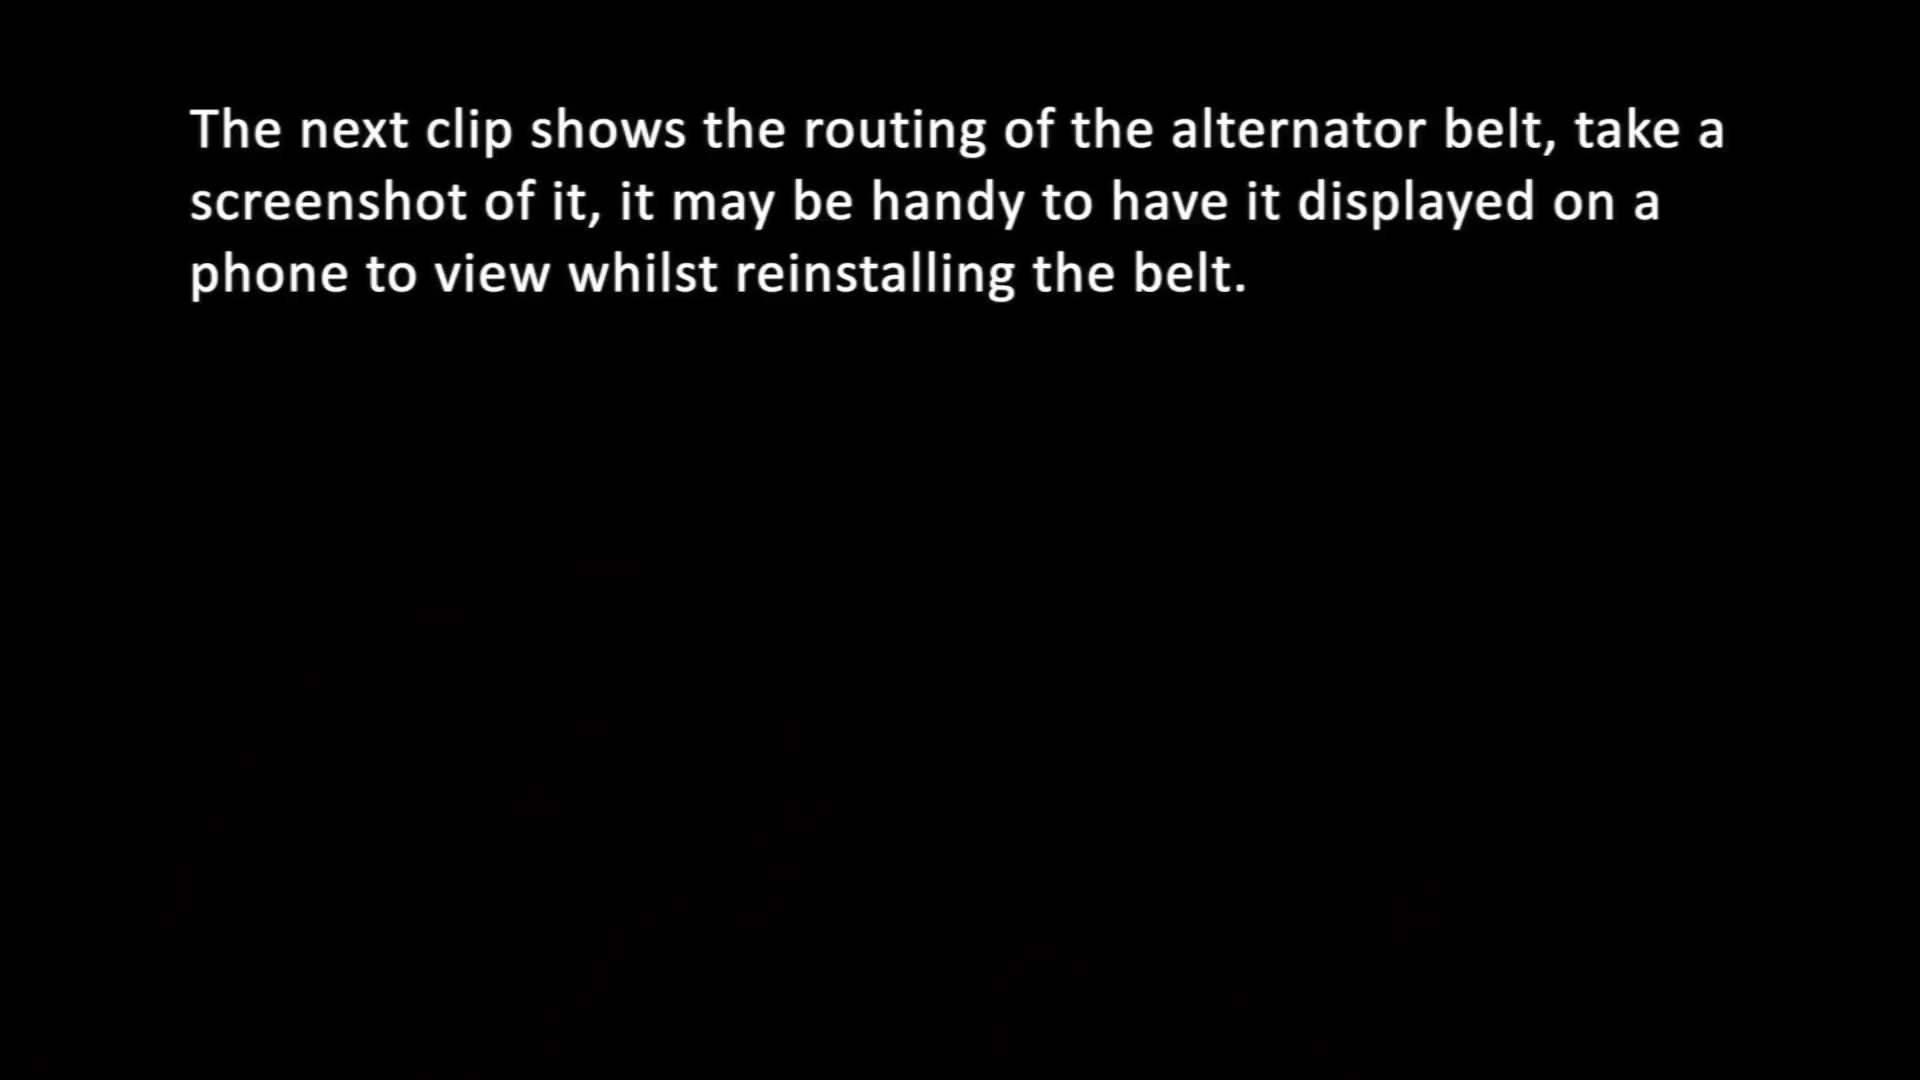 The next clip shows the routing of the alternator belt, take a
screenshot of it, it may be handy to have it displayed on a
phone to view whilst reinstalling the belt.